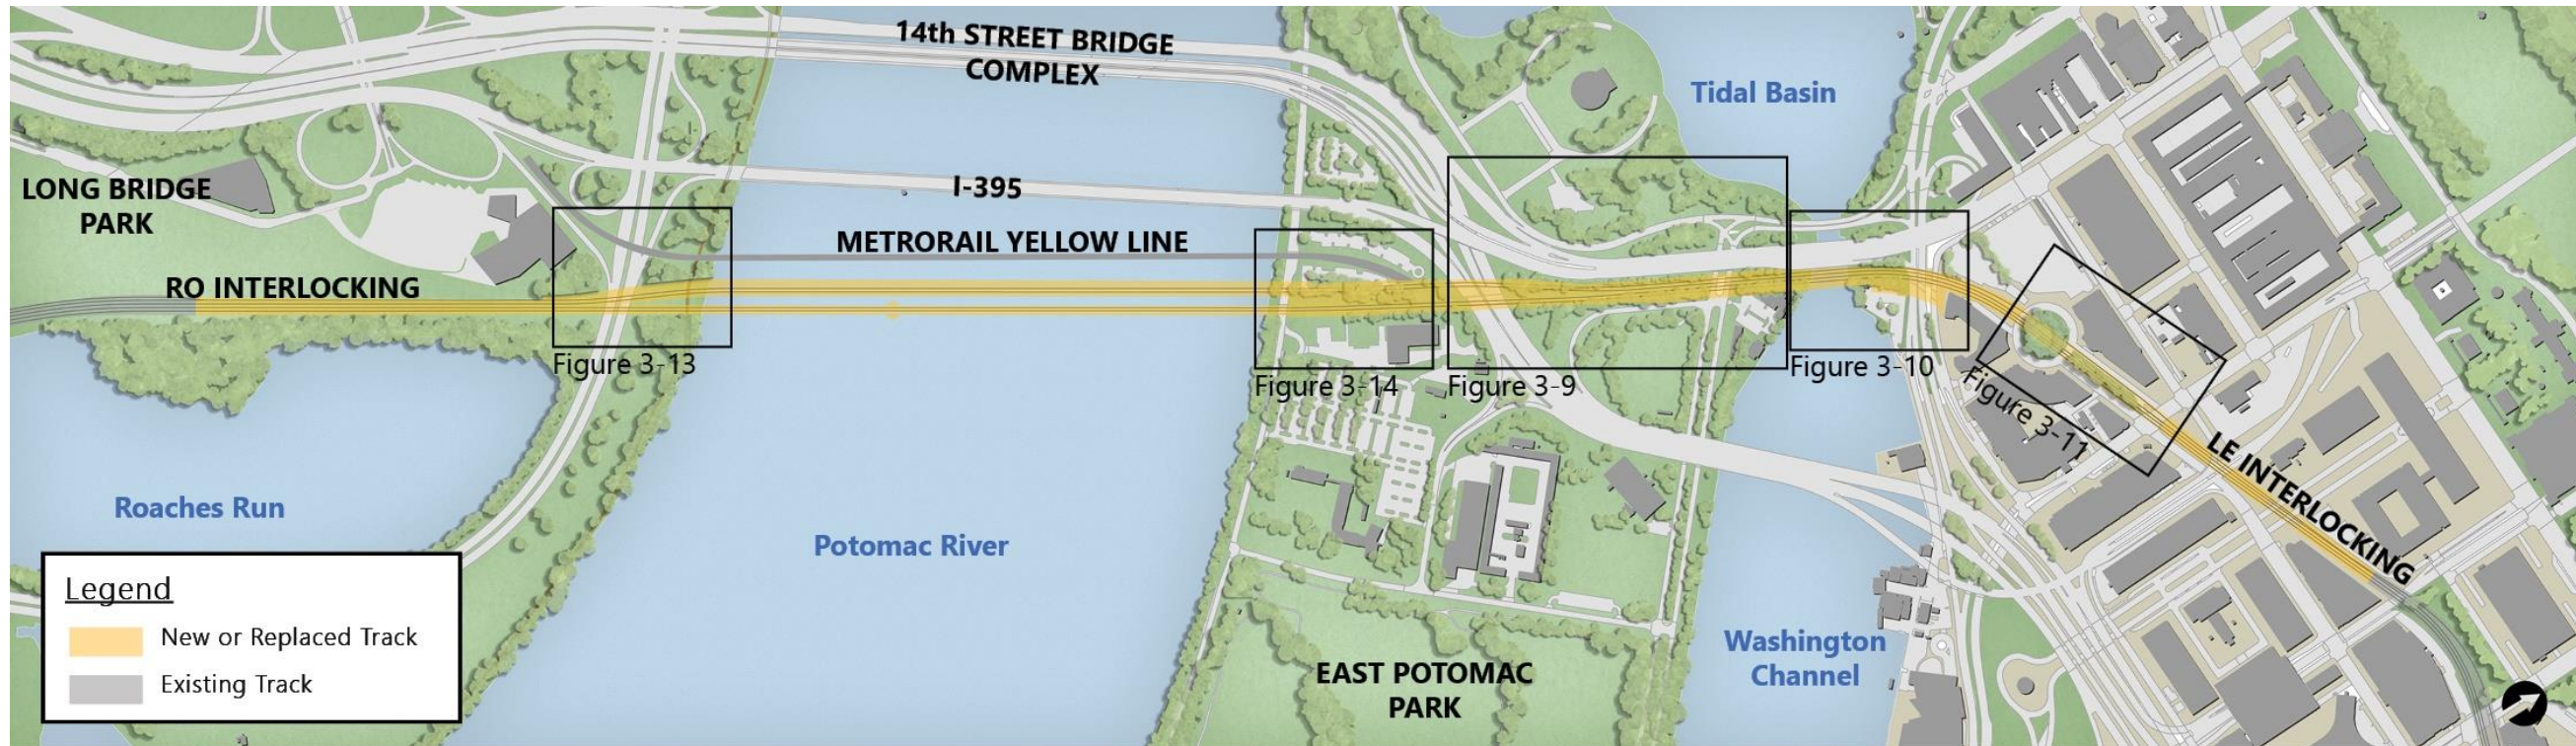 14th STREET BRIDGE
COMPLEX
Tidal Basin
I-395
LONG BRIDGE
PARK
METRORAIL YELLOW LINE
RO INTERLOCKING
Figure 3-13
Figure 3-14
Figure 3-9
Figure 3-10
Figure 3-11
LE INTERLOCKING
Roaches Run
Potomac River
Legend
New or Replaced Track
Existing Track
EAST POTOMAC
PARK
Washington
Channel